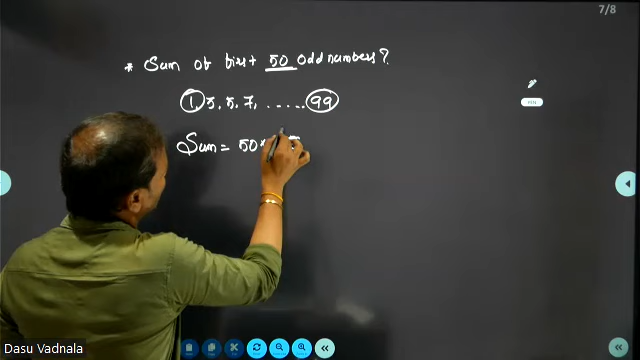 7/8
* Sum of first 50 odd numbers?
1, 3, 5, 7, ..... 99
Sum = 50
Dasu Vadnala